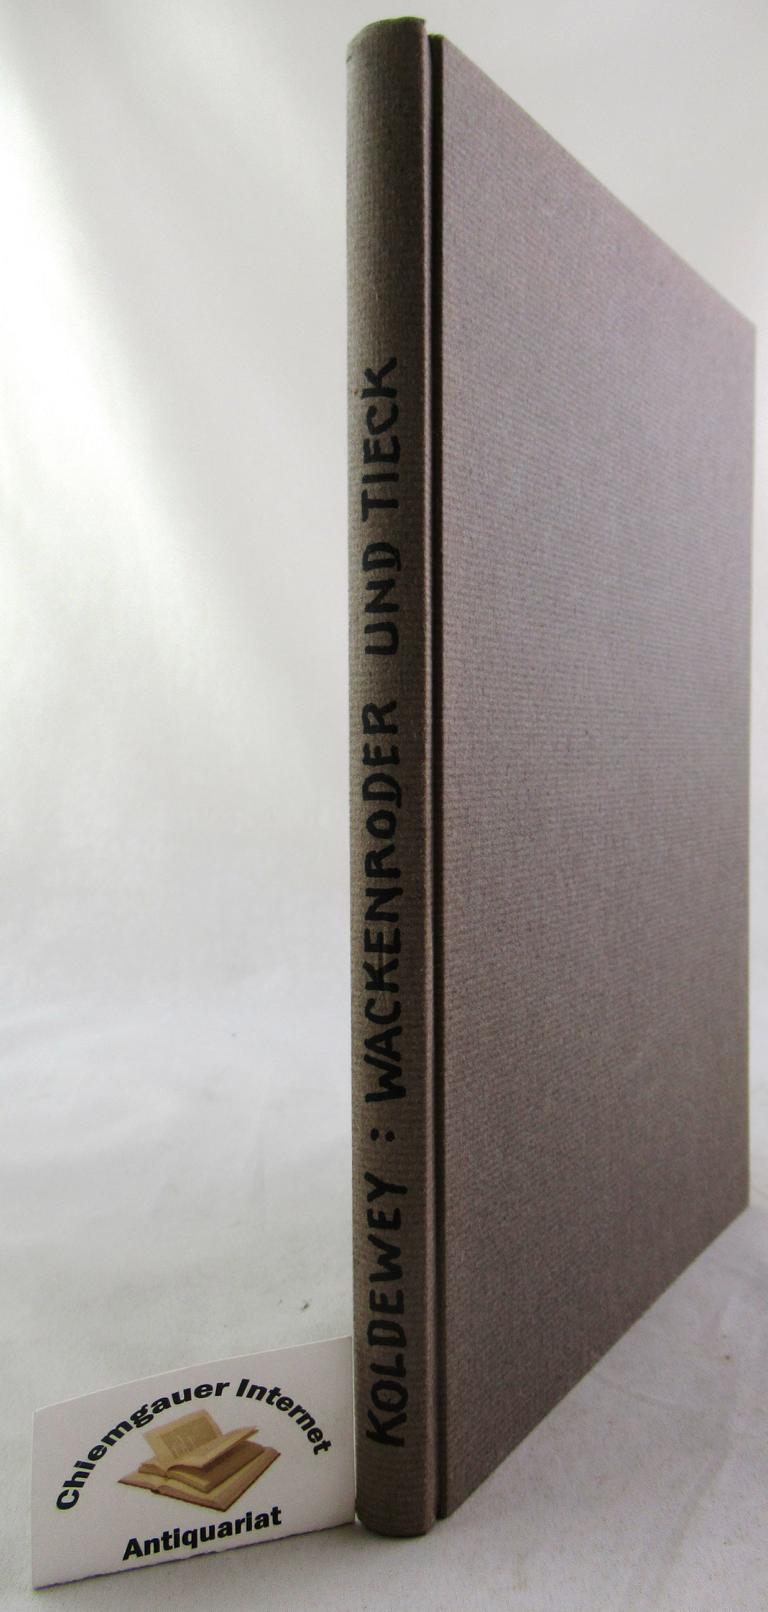 KOLDEWEY : WACKENRODER UND TIECK
Chiemgauer Internet
Antiquariat